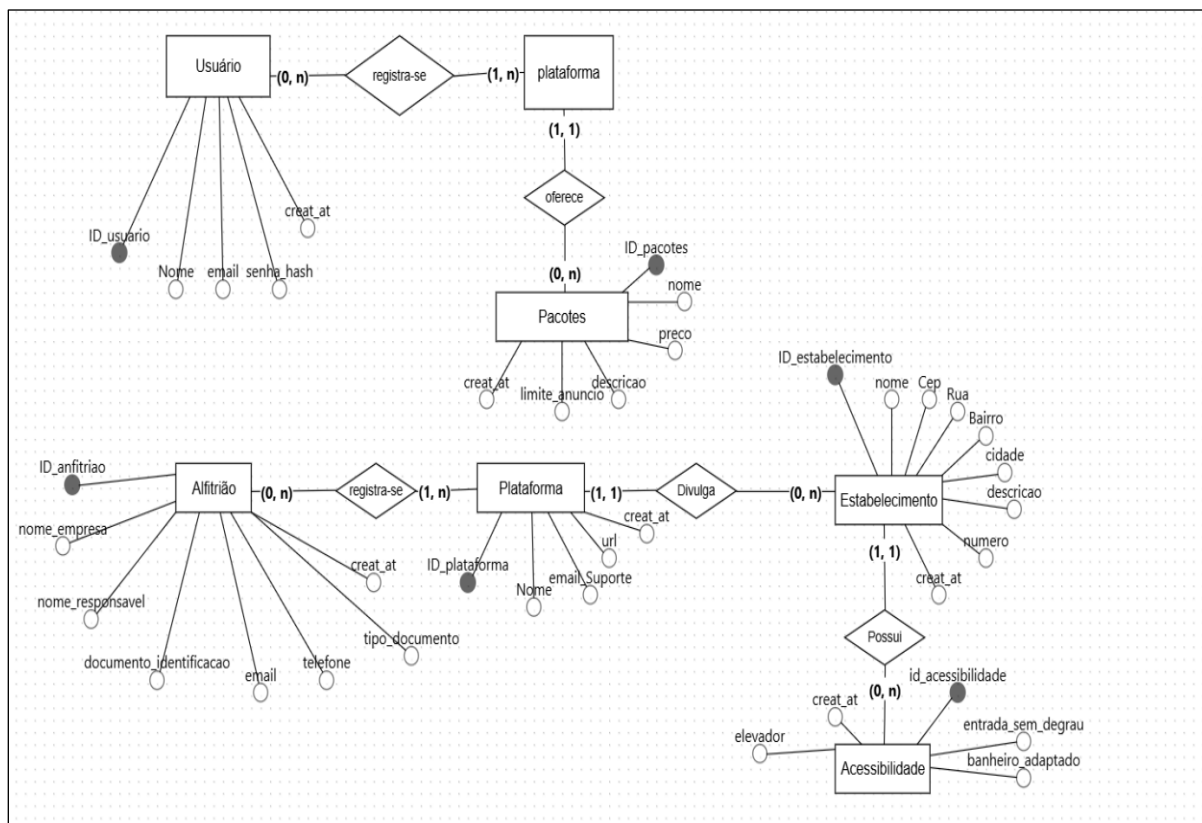 Usuário
(0, n)
registra-se
(1, n)
plataforma
(1, 1)
oferece
(0, n)
creat_at
ID_usuario
Nome
email
senha_hash
ID_pacotes
nome
preco
Pacotes
creat_at
limite_anuncio
descricao
ID_estabelecimento
nome
Cep
Rua
Bairro
cidade
descricao
numero
creat_at
Estabelecimento
ID_anfitriao
Alfitrião
(0, n)
registra-se
(1, n)
Plataforma
(1, 1)
Divulga
(0, n)
nome_empresa
nome_responsavel
documento_identificacao
email
telefone
tipo_documento
creat_at
ID_plataforma
Nome
email_Suporte
url
creat_at
(1, 1)
Possui
(0, n)
creat_at
id_acessibilidade
elevador
entrada_sem_degrau
banheiro_adaptado
Acessibilidade